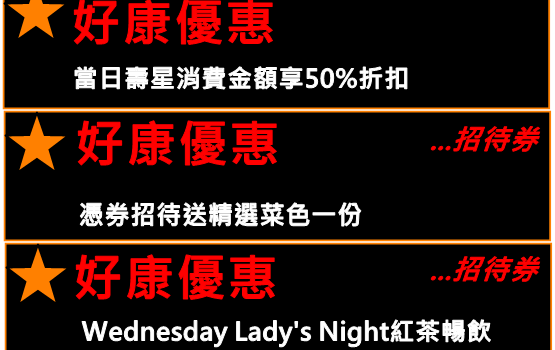 好康優惠
當日壽星消費金額享50%折扣
好康優惠
...招待券
憑券招待送精選菜色一份
好康優惠
...招待券
Wednesday Lady's Night紅茶暢飲